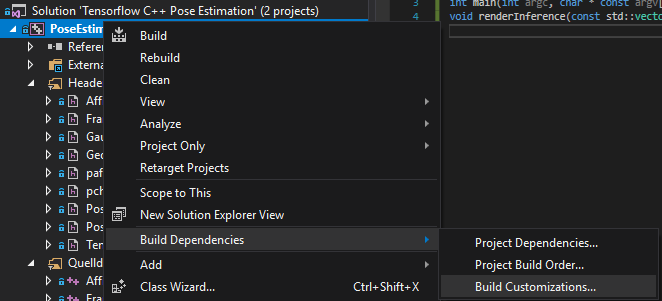 Solution 'Tensorflow C++ Pose Estimation' (2 projects)
3 int main(int argc, char * const argv[
4 void renderInference(const std::vect
PoseEstim
Refere
Externa
Heade
Aff
Fra
Gau
Geo
paf
pch
Pos
Pos
Ten
Quelld
Aff
Fra
Build
Rebuild
Clean
View
Analyze
Project Only
Retarget Projects
Scope to This
New Solution Explorer View
Build Dependencies
Add
Class Wizard... Ctrl+Shift+X
Project Dependencies...
Project Build Order...
Build Customizations...